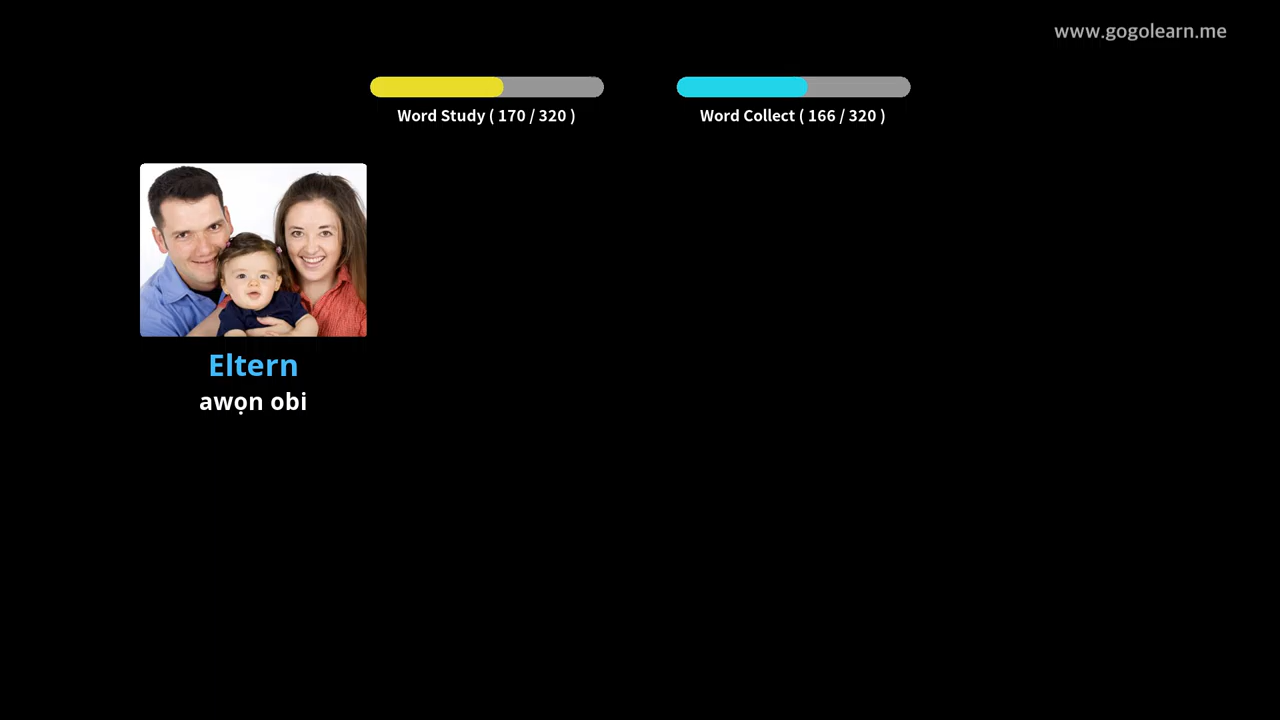 www.gogolearn.me
Word Study ( 170 / 320 )
Word Collect ( 166 / 320 )
Eltern
awọn obi